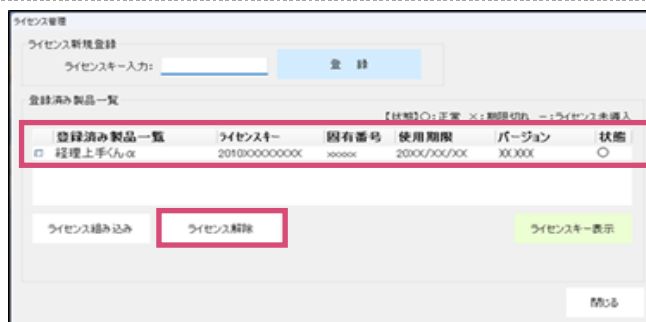 ライセンス管理
ライセンス新規登録
ライセンスキー入力:
登 録
登録済み製品一覧
【状態】○:正常 ×:期限切れ -:ライセンス未導入
登録済み製品一覧 ライセンスキー 固有番号 使用期限 バージョン 状態
経理上手くんα 2010XXXXXXXXX xxxxxx 20XX/XX/XX XX.XXX ○
ライセンス組み込み ライセンス解除 ライセンスキー表示
閉じる